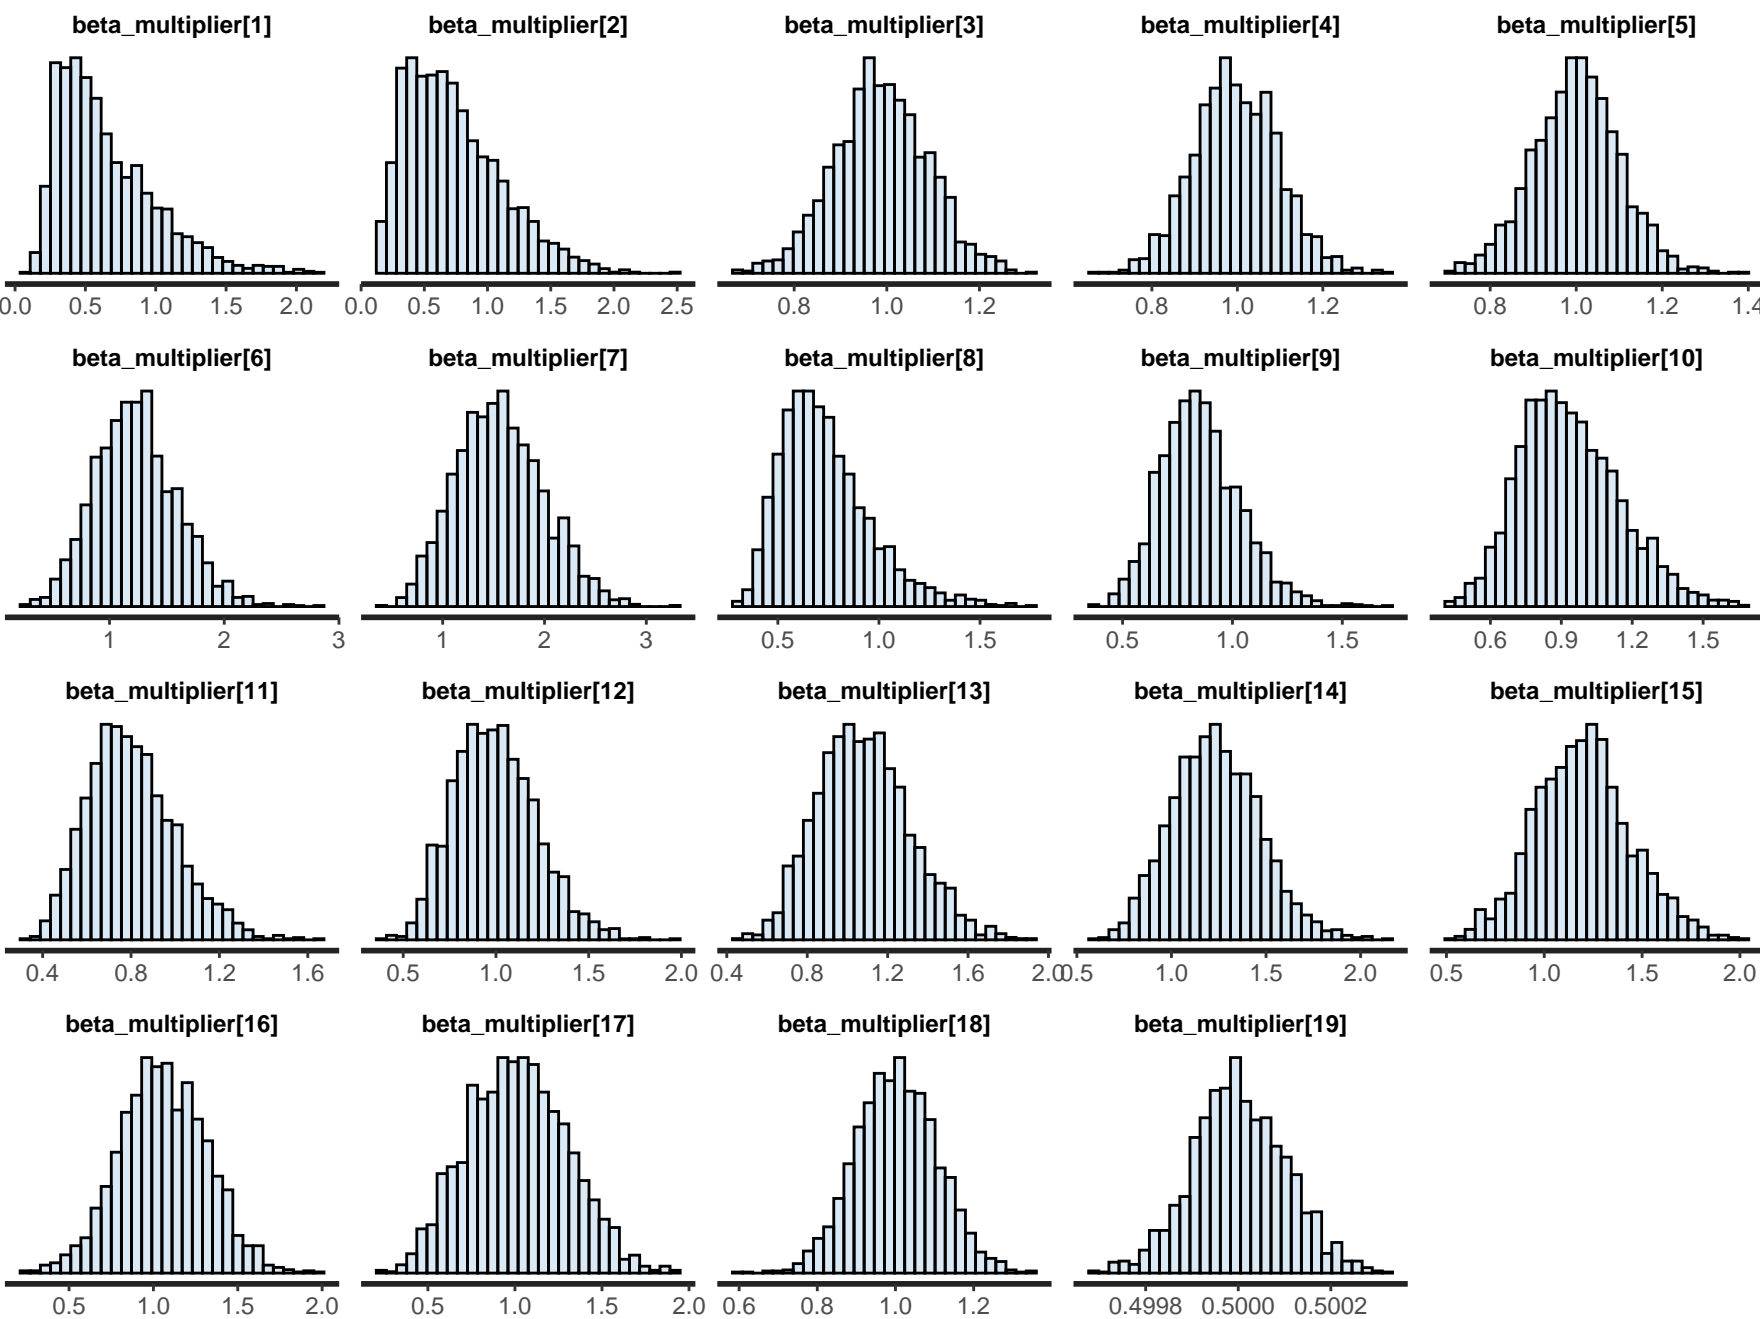 beta_multiplier[1] beta_multiplier[2] beta_multiplier[3] beta_multiplier[4] beta_multiplier[5]
0.0 0.5 1.0 1.5 2.0 0.0 0.5 1.0 1.5 2.0 2.5 0.8 1.0 1.2 0.8 1.0 1.2 0.8 1.0 1.2 1.4
beta_multiplier[6] beta_multiplier[7] beta_multiplier[8] beta_multiplier[9] beta_multiplier[10]
1 2 3 1 2 3 0.5 1.0 1.5 0.5 1.0 1.5 0.6 0.9 1.2 1.5
beta_multiplier[11] beta_multiplier[12] beta_multiplier[13] beta_multiplier[14] beta_multiplier[15]
0.4 0.8 1.2 1.6 0.5 1.0 1.5 2.0 0.4 0.8 1.2 1.6 2.0 0.5 1.0 1.5 2.0 0.5 1.0 1.5 2.0
beta_multiplier[16] beta_multiplier[17] beta_multiplier[18] beta_multiplier[19]
0.5 1.0 1.5 2.0 0.5 1.0 1.5 2.0 0.6 0.8 1.0 1.2 0.4998 0.5000 0.5002